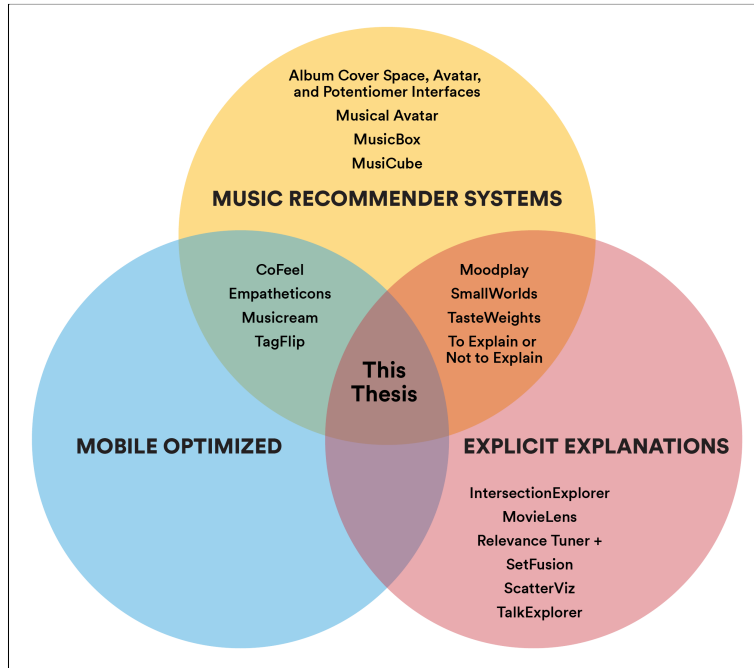 Album Cover Space, Avatar,
and Potentiomer Interfaces
Musical Avatar
MusicBox
MusiCube
MUSIC RECOMMENDER SYSTEMS
CoFeel
Empatheticons
Musicream
TagFlip
Moodplay
SmallWorlds
TasteWeights
To Explain or
Not to Explain
This
Thesis
MOBILE OPTIMIZED
EXPLICIT EXPLANATIONS
IntersectionExplorer
MovieLens
Relevance Tuner +
SetFusion
ScatterViz
TalkExplorer